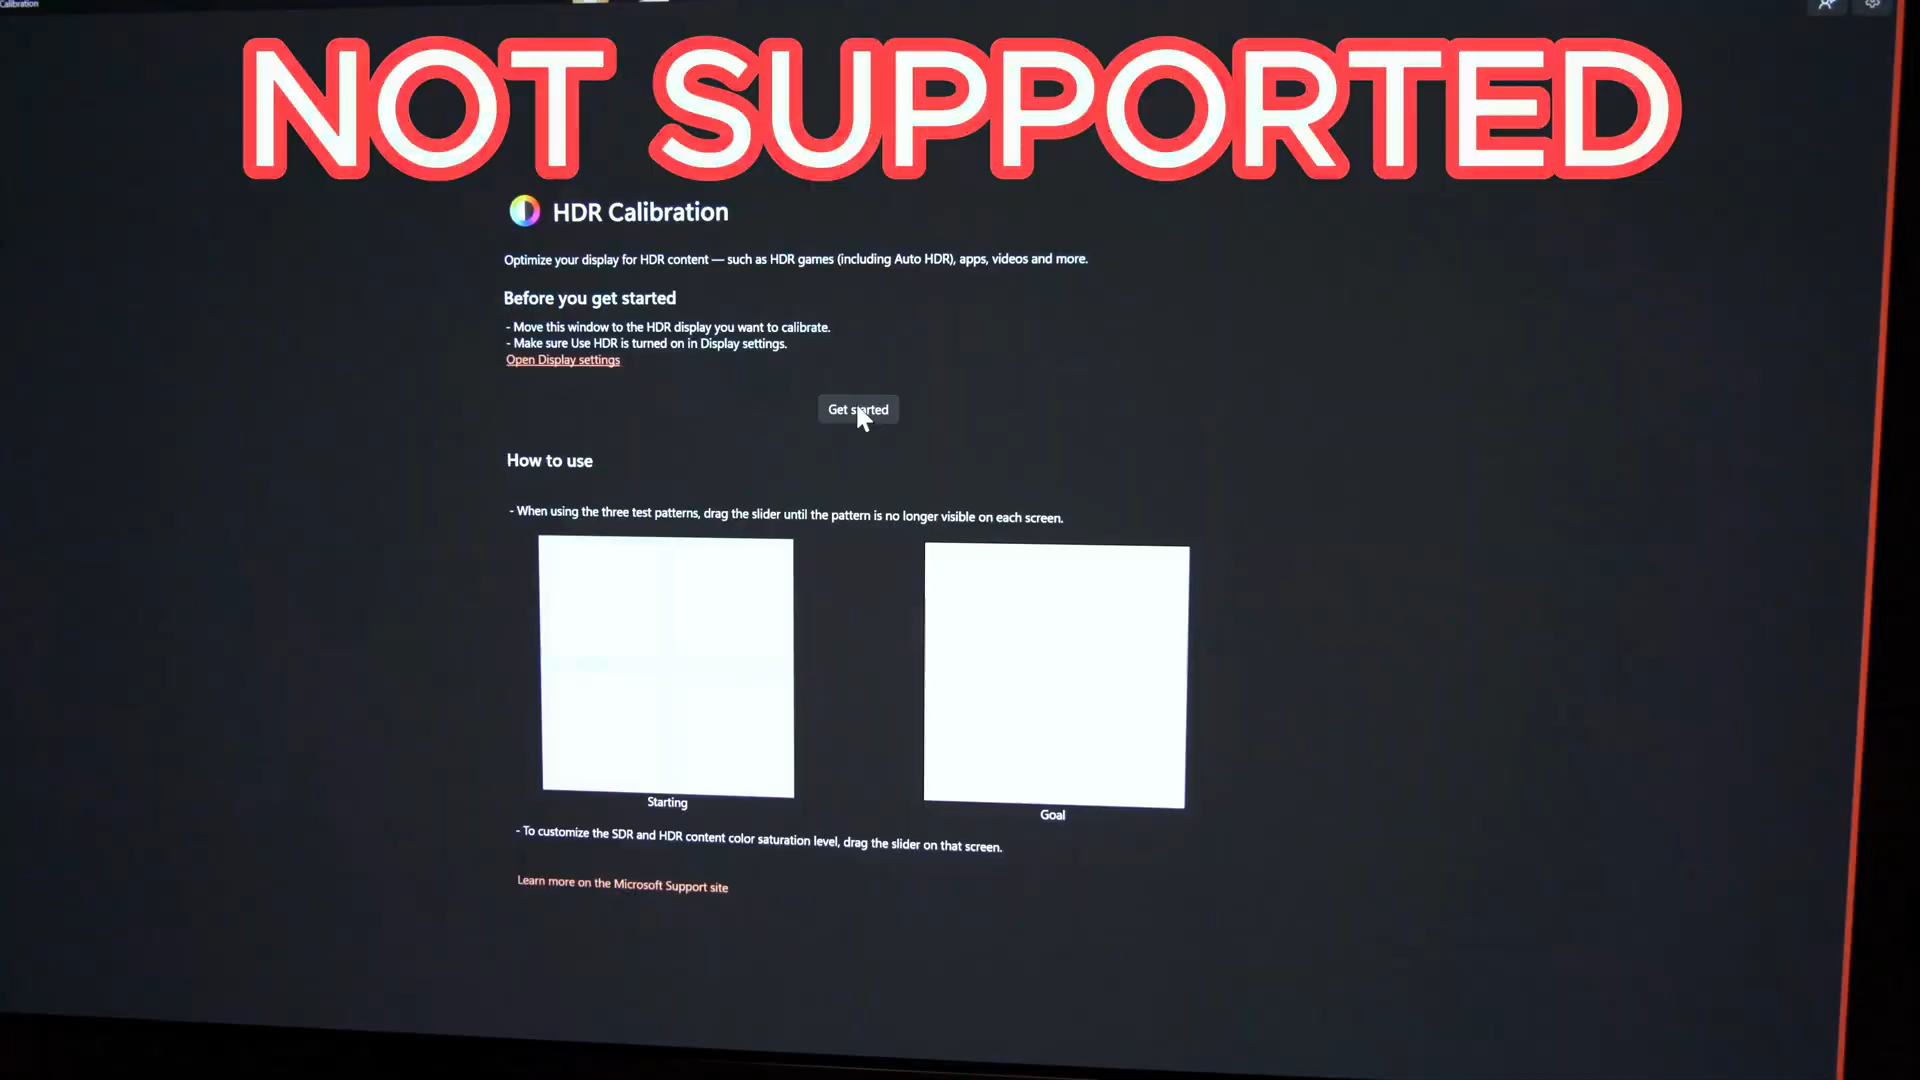 Calibration
NOT SUPPORTED
HDR Calibration
Optimize your display for HDR content — such as HDR games (including Auto HDR), apps, videos and more.
Before you get started
- Move this window to the HDR display you want to calibrate.
- Make sure Use HDR is turned on in Display settings.
Open Display settings
Get started
How to use
- When using the three test patterns, drag the slider until the pattern is no longer visible on each screen.
Starting
Goal
- To customize the SDR and HDR content color saturation level, drag the slider on that screen.
Learn more on the Microsoft Support site